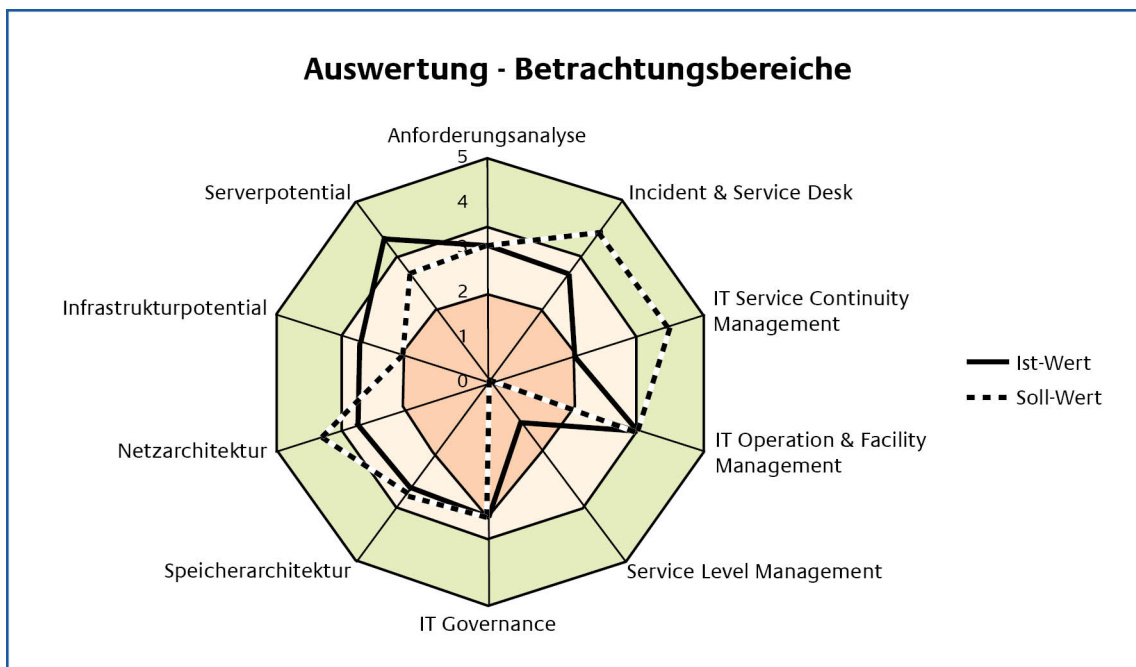 Auswertung - Betrachtungsbereiche
Anforderungsanalyse
5
Serverpotential
Incident & Service Desk
4
3
2
Infrastrukturpotential
IT Service Continuity
Management
1
Ist-Wert
0
Soll-Wert
Netzarchitektur
IT Operation & Facility
Management
Speicherarchitektur
Service Level Management
IT Governance